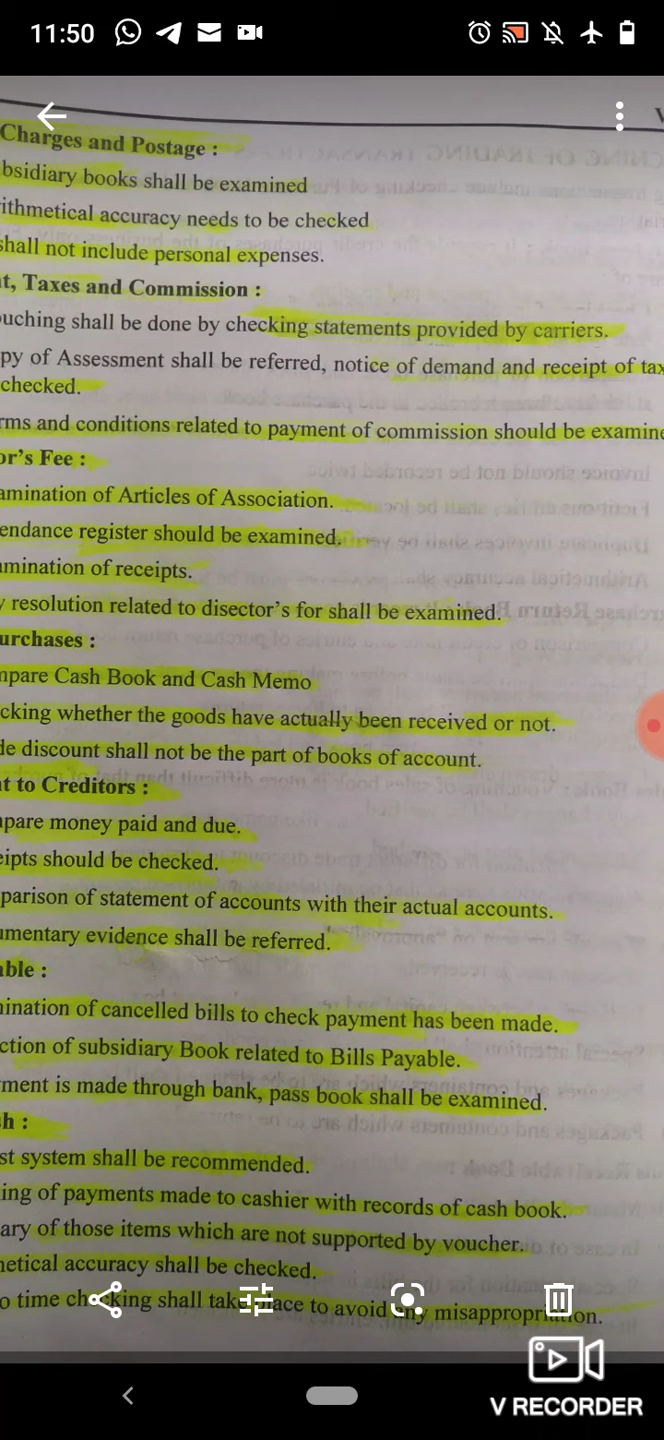 11:50
Charges and Postage :
bsidiary books shall be examined
ithmetical accuracy needs to be checked
shall not include personal expenses.
t, Taxes and Commission :
ouching shall be done by checking statements provided by carriers.
py of Assessment shall be referred, notice of demand and receipt of tax
checked.
rms and conditions related to payment of commission should be examine
or's Fee :
amination of Articles of Association.
endance register should be examined.
amination of receipts.
y resolution related to disector's for shall be examined.
urchases :
mpare Cash Book and Cash Memo
cking whether the goods have actually been received or not.
de discount shall not be the part of books of account.
t to Creditors :
pare money paid and due.
eipts should be checked.
parison of statement of accounts with their actual accounts.
umentary evidence shall be referred.
able :
ination of cancelled bills to check payment has been made.
ction of subsidiary Book related to Bills Payable.
ment is made through bank, pass book shall be examined.
h :
st system shall be recommended.
ing of payments made to cashier with records of cash book.
ary of those items which are not supported by voucher.
netical accuracy shall be checked.
o time checking shall take place to avoid any misappropriation.
V RECORDER